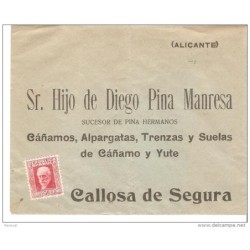 (ALICANTE)
Sr. Hijo de Diego Pina Manresa
SUCESOR DE PINA HERMANOS
Cáñamos, Alpargatas, Trenzas y Suelas
de Cáñamo y Yute
Callosa de Segura